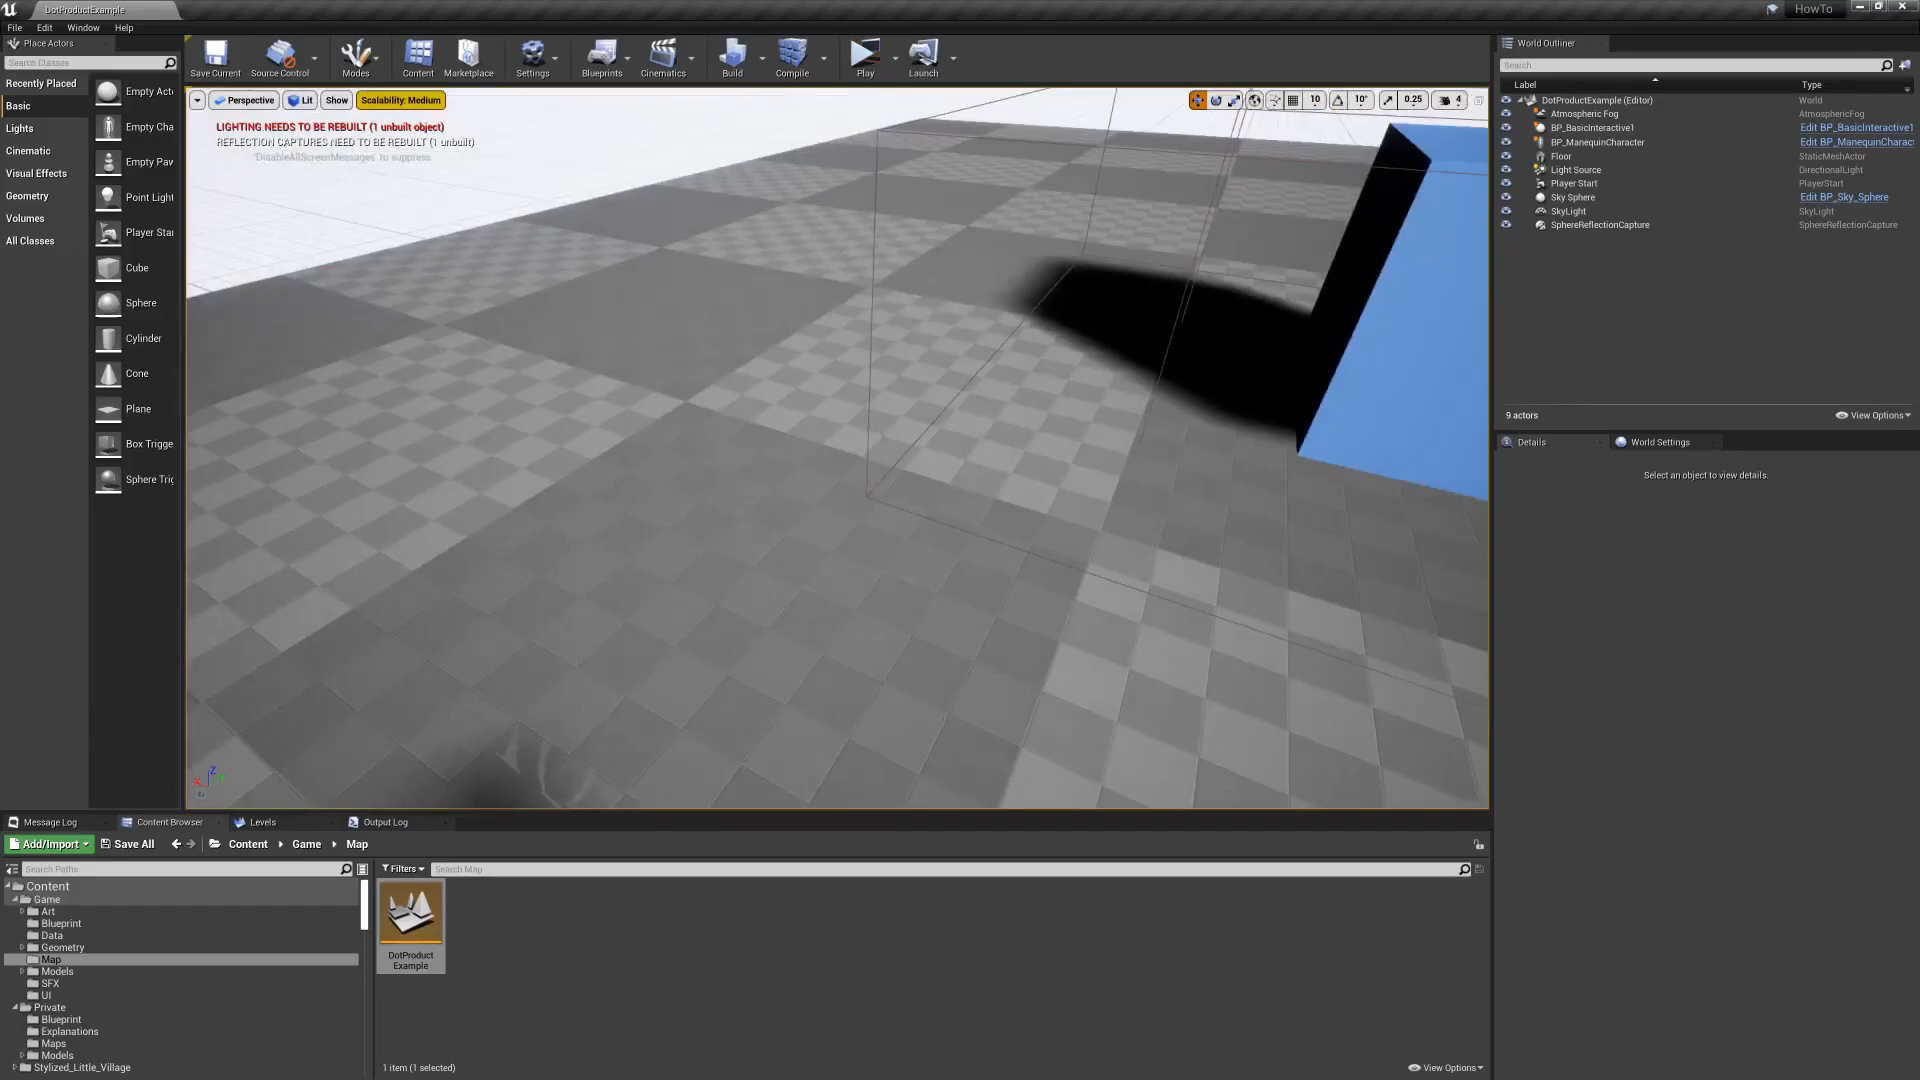 DotProductExample
HowTo
File Edit Window Help
Place Actors
Search Classes
Recently Placed
Basic
Lights
Cinematic
Visual Effects
Geometry
Volumes
All Classes
Empty Act
Empty Cha
Empty Paw
Point Light
Player Star
Cube
Sphere
Cylinder
Cone
Plane
Box Trigge
Sphere Trig
Save Current
Source Control
Modes
Content
Marketplace
Settings
Blueprints
Cinematics
Build
Compile
Play
Launch
Perspective
Lit
Show
Scalability: Medium
10
10°
0.25
4
LIGHTING NEEDS TO BE REBUILT (1 unbuilt object)
REFLECTION CAPTURES NEED TO BE REBUILT (1 unbuilt)
'DisableAllScreenMessages' to suppress
Z
X
World Outliner
Search...
Label Type
DotProductExample (Editor) World
Atmospheric Fog AtmosphericFog
BP_BasicInteractive1 Edit BP_BasicInteractive1
BP_ManequinCharacter Edit BP_ManequinCharac
Floor StaticMeshActor
Light Source DirectionalLight
Player Start PlayerStart
Sky Sphere Edit BP_Sky_Sphere
SkyLight SkyLight
SphereReflectionCapture SphereReflectionCapture
9 actors
View Options
Details
World Settings
Select an object to view details.
Message Log
Content Browser
Levels
Output Log
Add/Import
Save All
Content
Game
Map
Search Paths
Filters
Search Map
Content
Game
Art
Blueprint
Data
Geometry
Map
Models
SFX
UI
Private
Blueprint
Explanations
Maps
Models
Stylized_Little_Village
DotProduct
Example
1 item (1 selected)
View Options